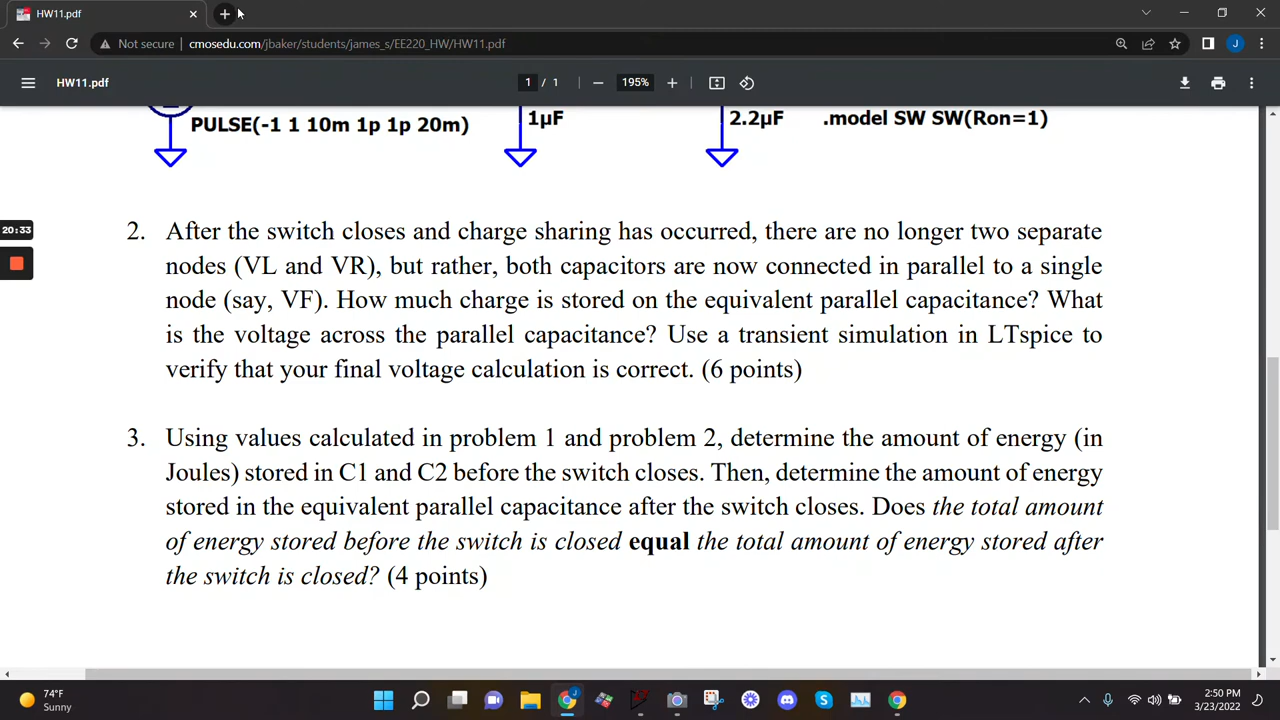 HW11.pdf
Not secure | cmosedu.com/jbaker/students/james_s/EE220_HW/HW11.pdf
J
HW11.pdf
1 / 1
195%
PULSE(-1 1 10m 1p 1p 20m)
1µF
2.2µF
.model SW SW(Ron=1)
20:33
2. After the switch closes and charge sharing has occurred, there are no longer two separate
nodes (VL and VR), but rather, both capacitors are now connected in parallel to a single
node (say, VF). How much charge is stored on the equivalent parallel capacitance? What
is the voltage across the parallel capacitance? Use a transient simulation in LTspice to
verify that your final voltage calculation is correct. (6 points)
3. Using values calculated in problem 1 and problem 2, determine the amount of energy (in
Joules) stored in C1 and C2 before the switch closes. Then, determine the amount of energy
stored in the equivalent parallel capacitance after the switch closes. Does the total amount
of energy stored before the switch is closed equal the total amount of energy stored after
the switch is closed? (4 points)
74°F
Sunny
2:50 PM
3/23/2022